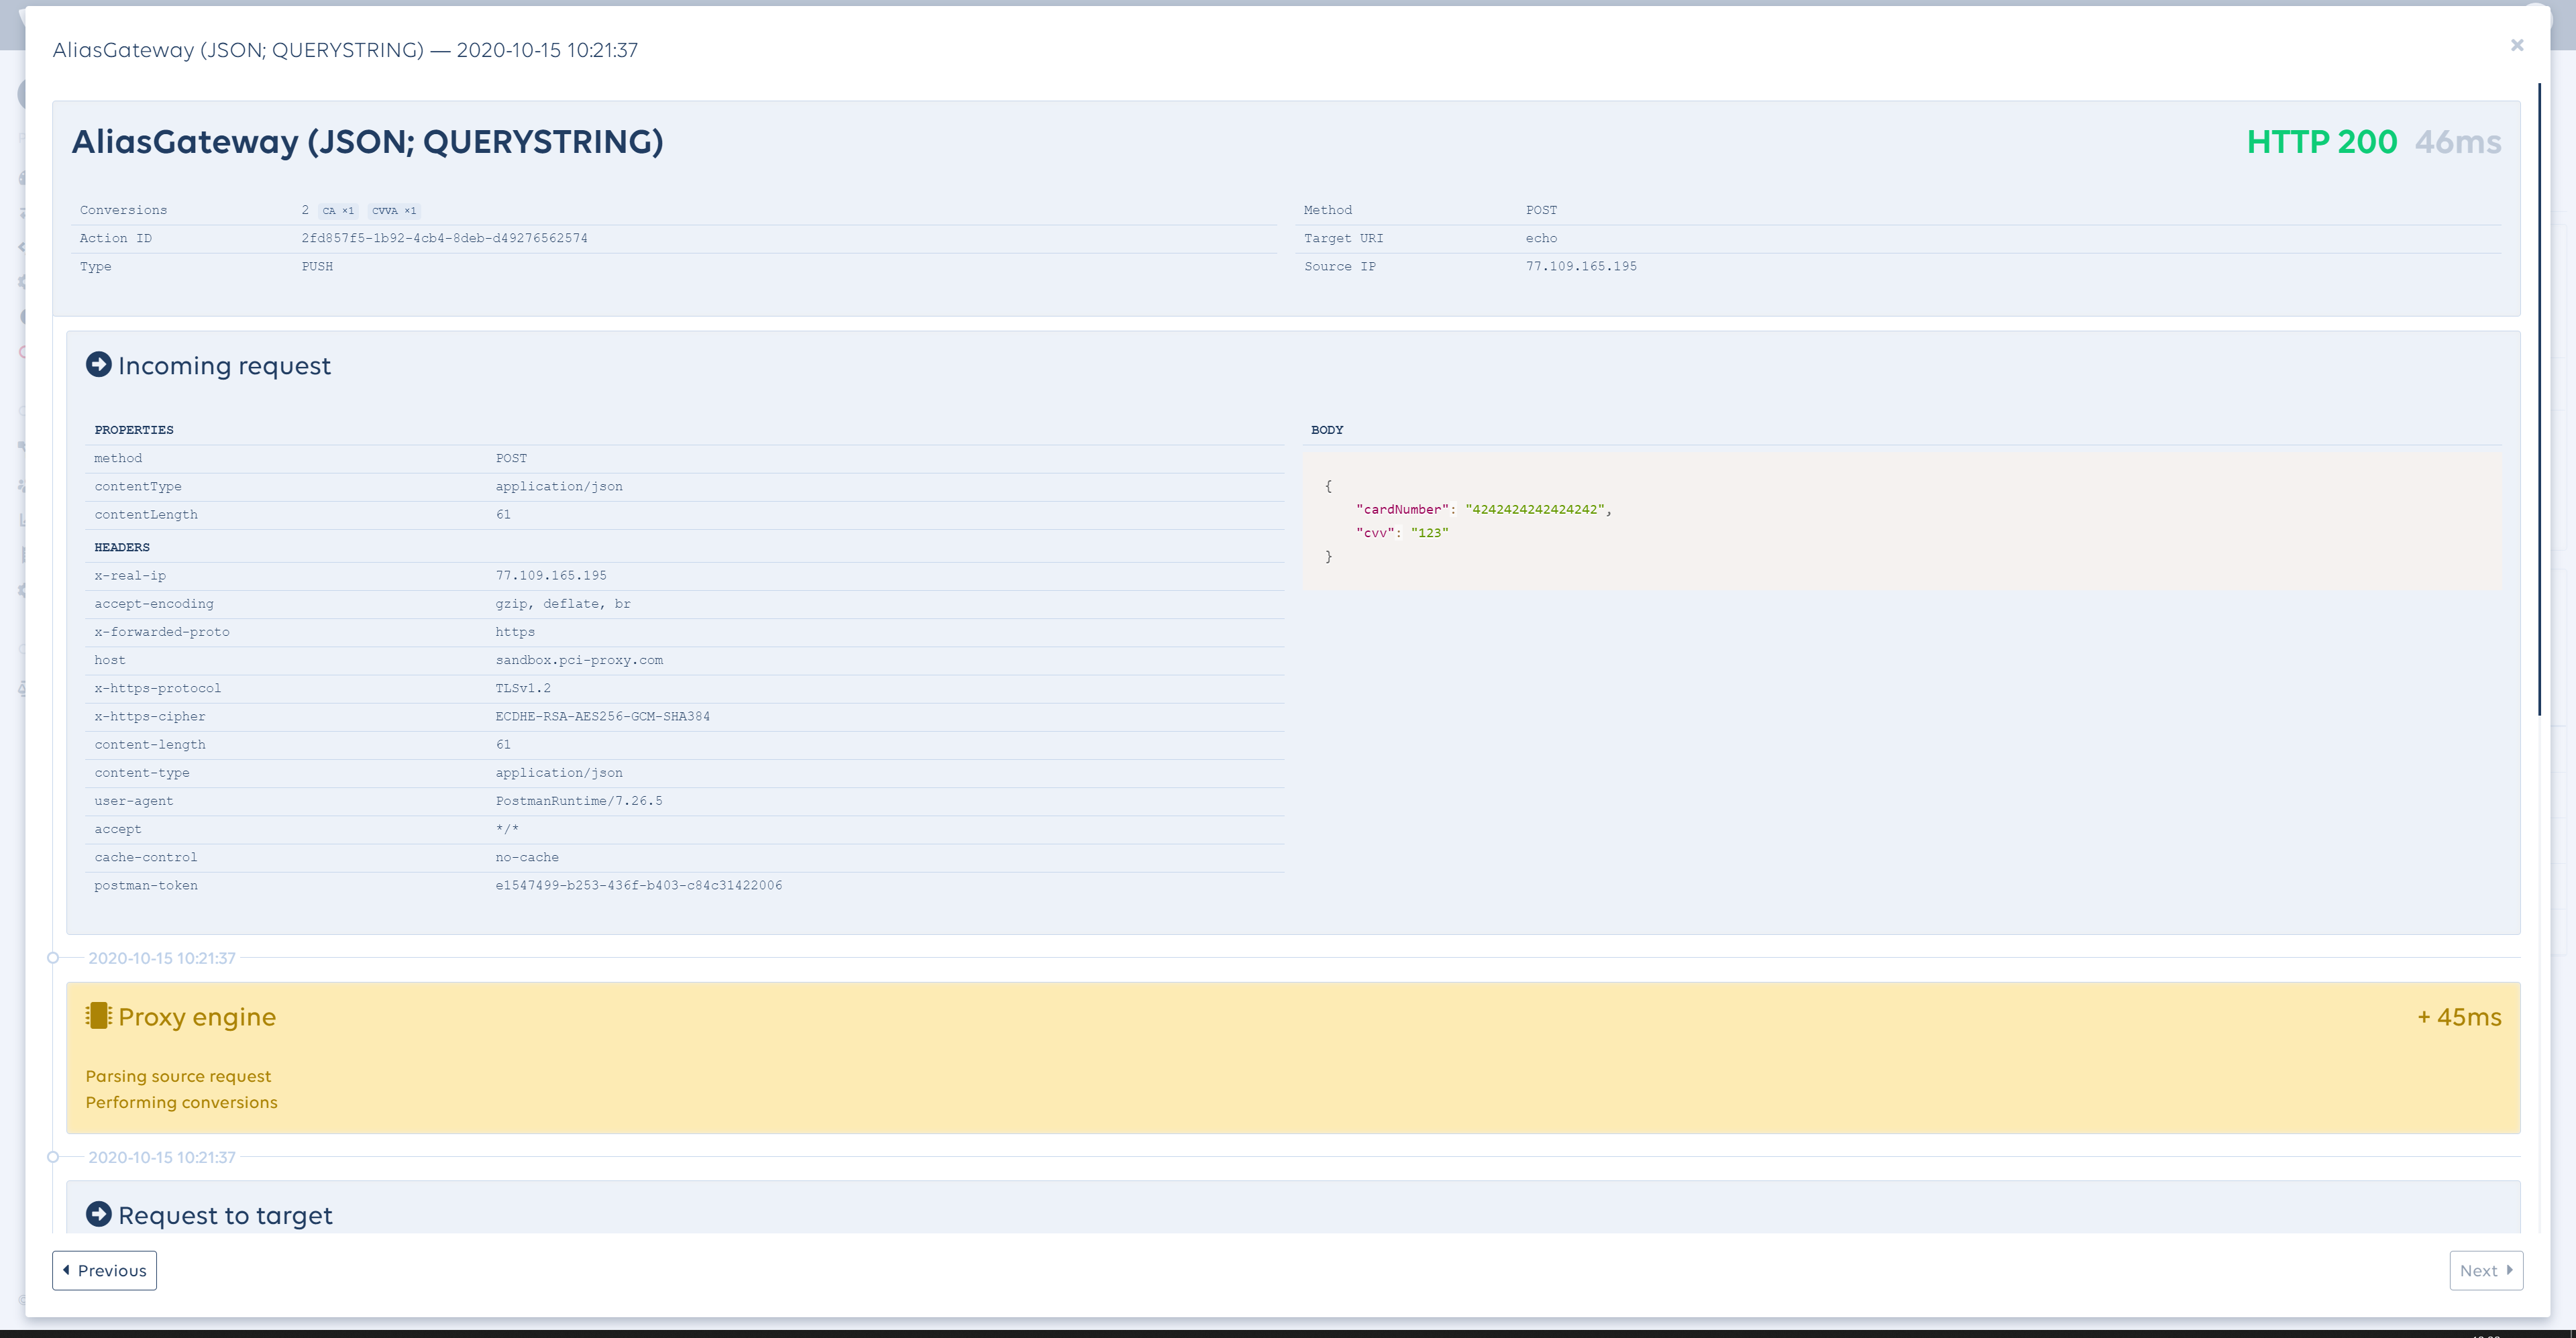 AliasGateway (JSON; QUERYSTRING) — 2020-10-15 10:21:37
AliasGateway (JSON; QUERYSTRING)
HTTP 200 46ms
Conversions 2 CA ×1 CVVA ×1
Action ID 2fd857f5-1b92-4cb4-8deb-d49276562574
Type PUSH
Method POST
Target URI echo
Source IP 77.109.165.195
Incoming request
PROPERTIES
method POST
contentType application/json
contentLength 61
HEADERS
x-real-ip 77.109.165.195
accept-encoding gzip, deflate, br
x-forwarded-proto https
host sandbox.pci-proxy.com
x-https-protocol TLSv1.2
x-https-cipher ECDHE-RSA-AES256-GCM-SHA384
content-length 61
content-type application/json
user-agent PostmanRuntime/7.26.5
accept */*
cache-control no-cache
postman-token e1547499-b253-436f-b403-c84c31422006
BODY
{
"cardNumber": "4242424242424242",
"cvv": "123"
}
2020-10-15 10:21:37
Proxy engine + 45ms
Parsing source request
Performing conversions
2020-10-15 10:21:37
Request to target
Previous
Next